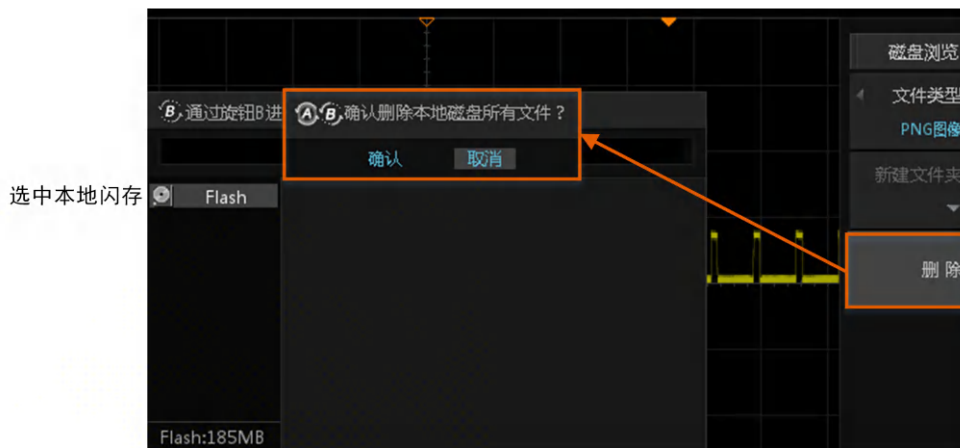 磁盘浏览
文件类型
PNG图像
新建文件夹
删 除
B 通过旋钮B进
A B 确认删除本地磁盘所有文件？
确认 取消
选中本地闪存
Flash
Flash:185MB